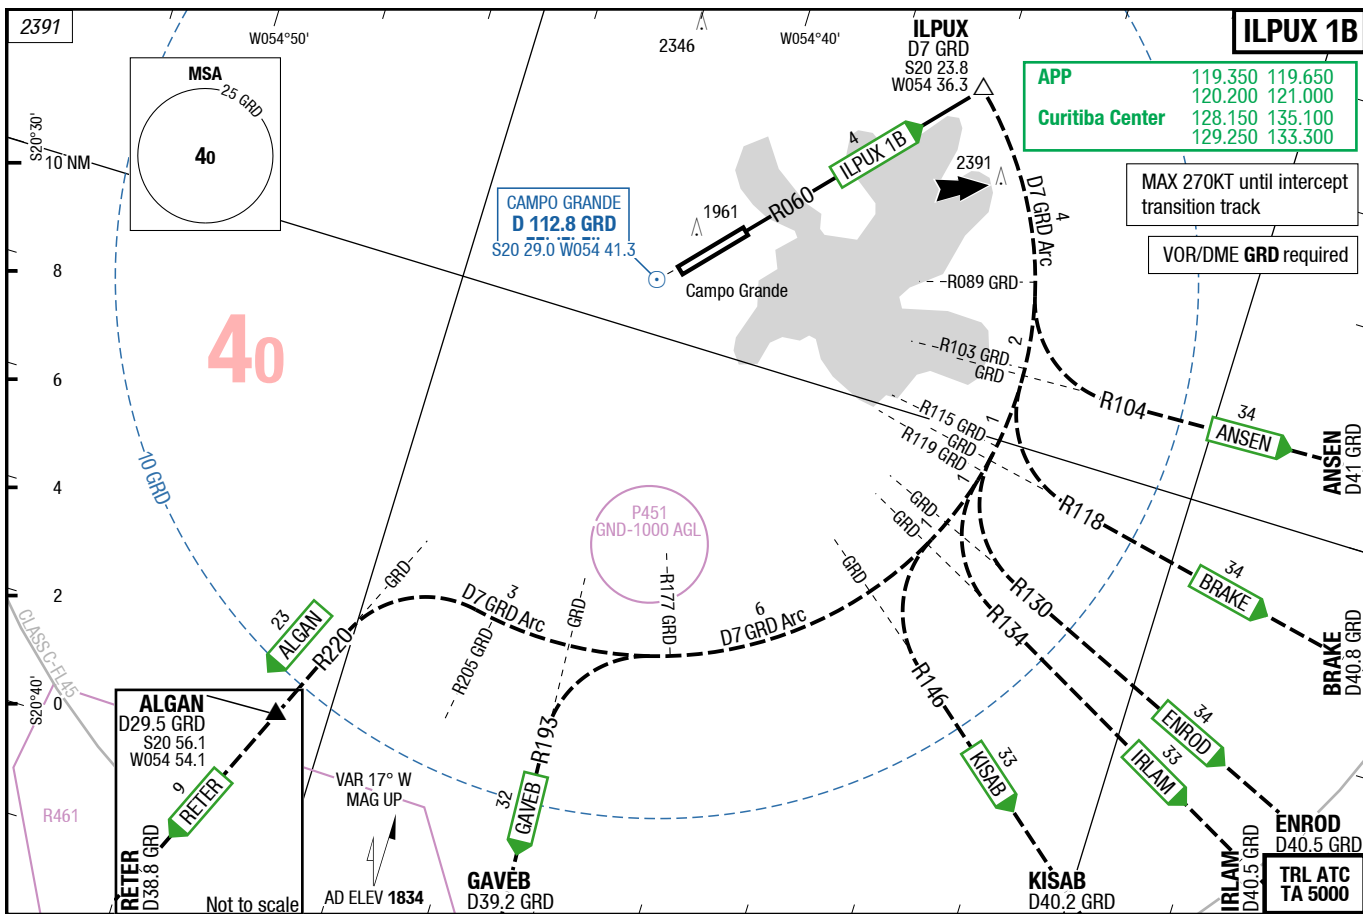 2391
W054°50'
2346
W054°40'
ILPUX
D7 GRD
S20 23.8
W054 36.3
ILPUX 1B
APP 119.350 119.650
120.200 121.000
Curitiba Center 128.150 135.100
129.250 133.300
MAX 270KT until intercept
transition track
VOR/DME GRD required
MSA
25 GRD
40
S20°30'
10 NM
8
6
4
2
0
S20°40'
CAMPO GRANDE
D 112.8 GRD
S20 29.0 W054 41.3
1961
Campo Grande
R060
4
ILPUX 1B
2391
D7 GRD Arc
4
R089 GRD
2
R103 GRD
GRD
R104
34
ANSEN
ANSEN
D41 GRD
1
R115 GRD
GRD
R119 GRD
1
R118
34
BRAKE
BRAKE
D40.8 GRD
40
10 GRD
P451
GND-1000 AGL
GRD
GRD
1
R130
34
ENROD
ENROD
D40.5 GRD
R134
33
IRLAM
IRLAM
D40.5 GRD
GRD
R146
33
KISAB
KISAB
D40.2 GRD
6
D7 GRD Arc
R177 GRD
GRD
R193
32
GAVEB
GAVEB
D39.2 GRD
3
D7 GRD Arc
R205 GRD
GRD
R220
23
ALGAN
CLASS C-FL45
ALGAN
D29.5 GRD
S20 56.1
W054 54.1
9
RETER
RETER
D38.8 GRD
Not to scale
R461
VAR 17° W
MAG UP
AD ELEV 1834
TRL ATC
TA 5000